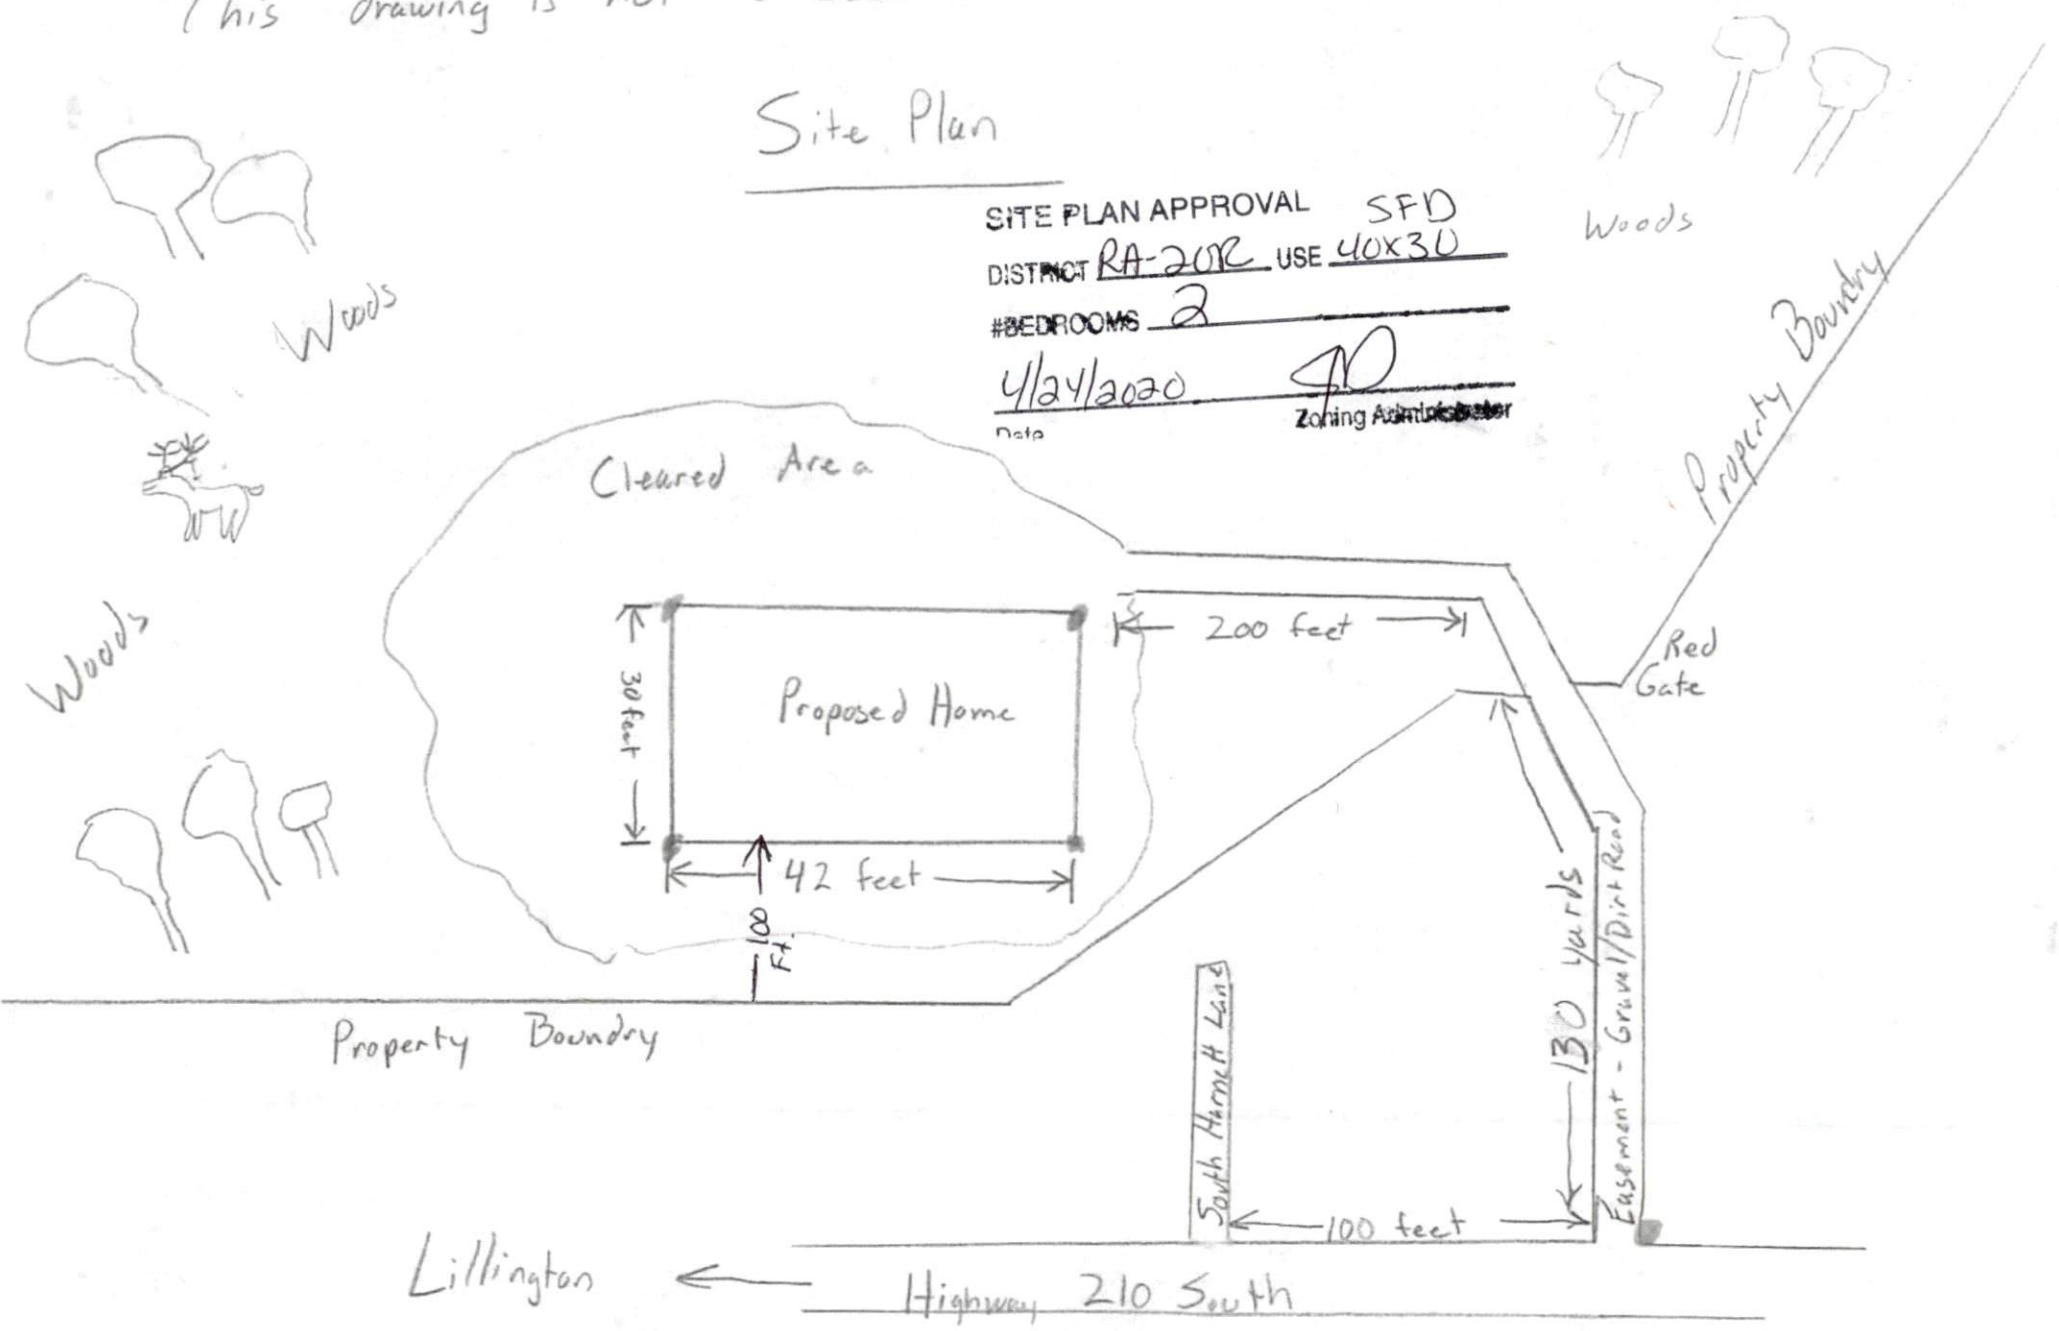 This drawing is not
Site Plan
SITE PLAN APPROVAL SFD
DISTRICT RA-20R USE 40x30
#BEDROOMS 2
4/24/2020
Date
Zoning Administrator
Woods
Woods
Property Boundry
Cleared Area
200 feet
Red
Gate
Woods
30 feet
Proposed Home
42 feet
100
Ft.
130 yards
Easement - Gravel/Dirt Road
South Harnett Lane
Property Boundry
100 feet
Lillington
Highway 210 South